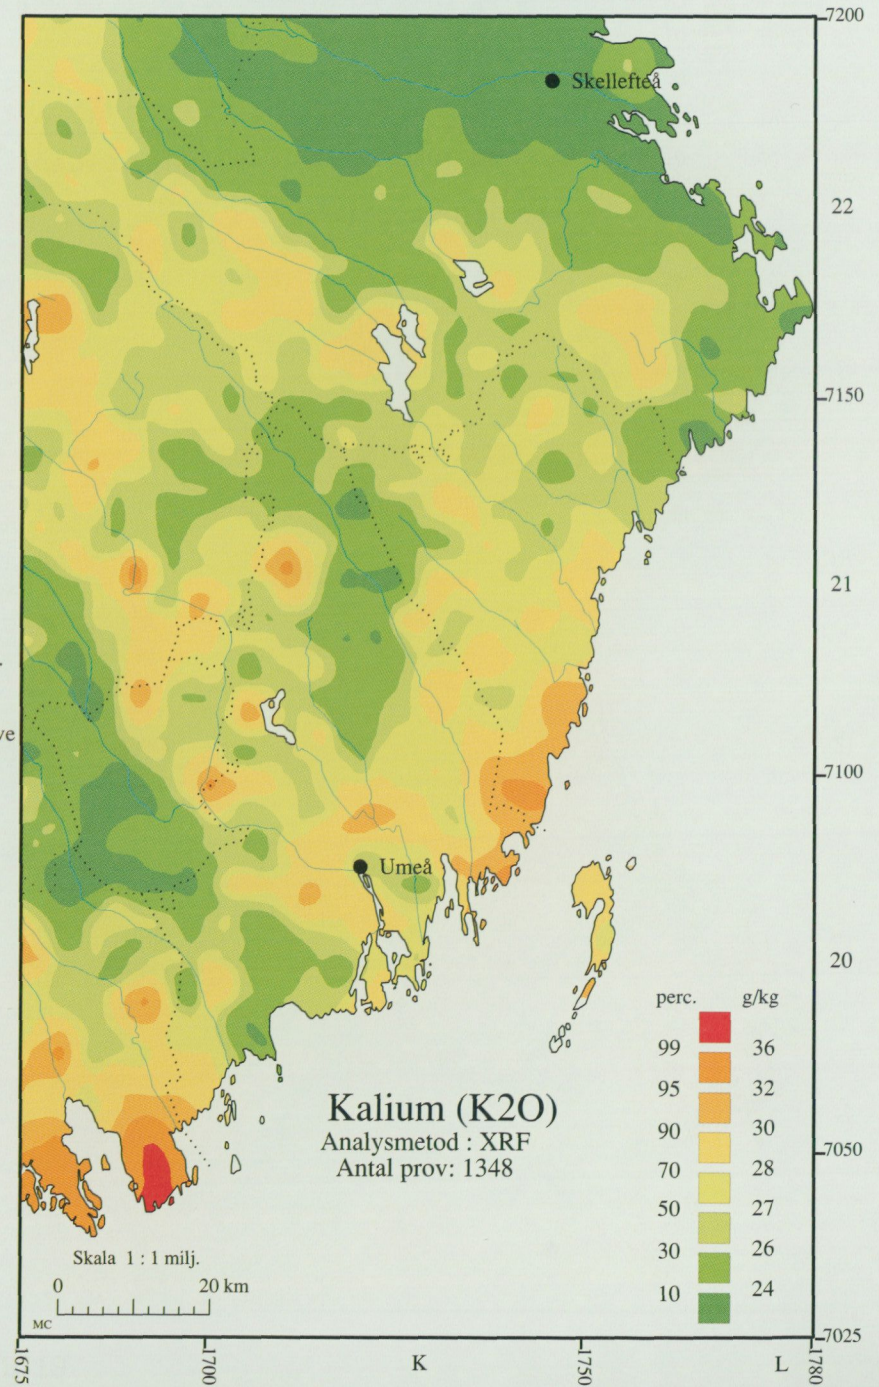 7200
Skellefteå
22
7150
21
ve
7100
Umeå
20
perc. g/kg
99 36
95 32
90 30
70 28
50 27
30 26
10 24
Kalium (K2O)
Analysmetod : XRF
Antal prov: 1348
7050
Skala 1 : 1 milj.
0 20 km
MC
7025
1675 1700 K 1750 L 1780